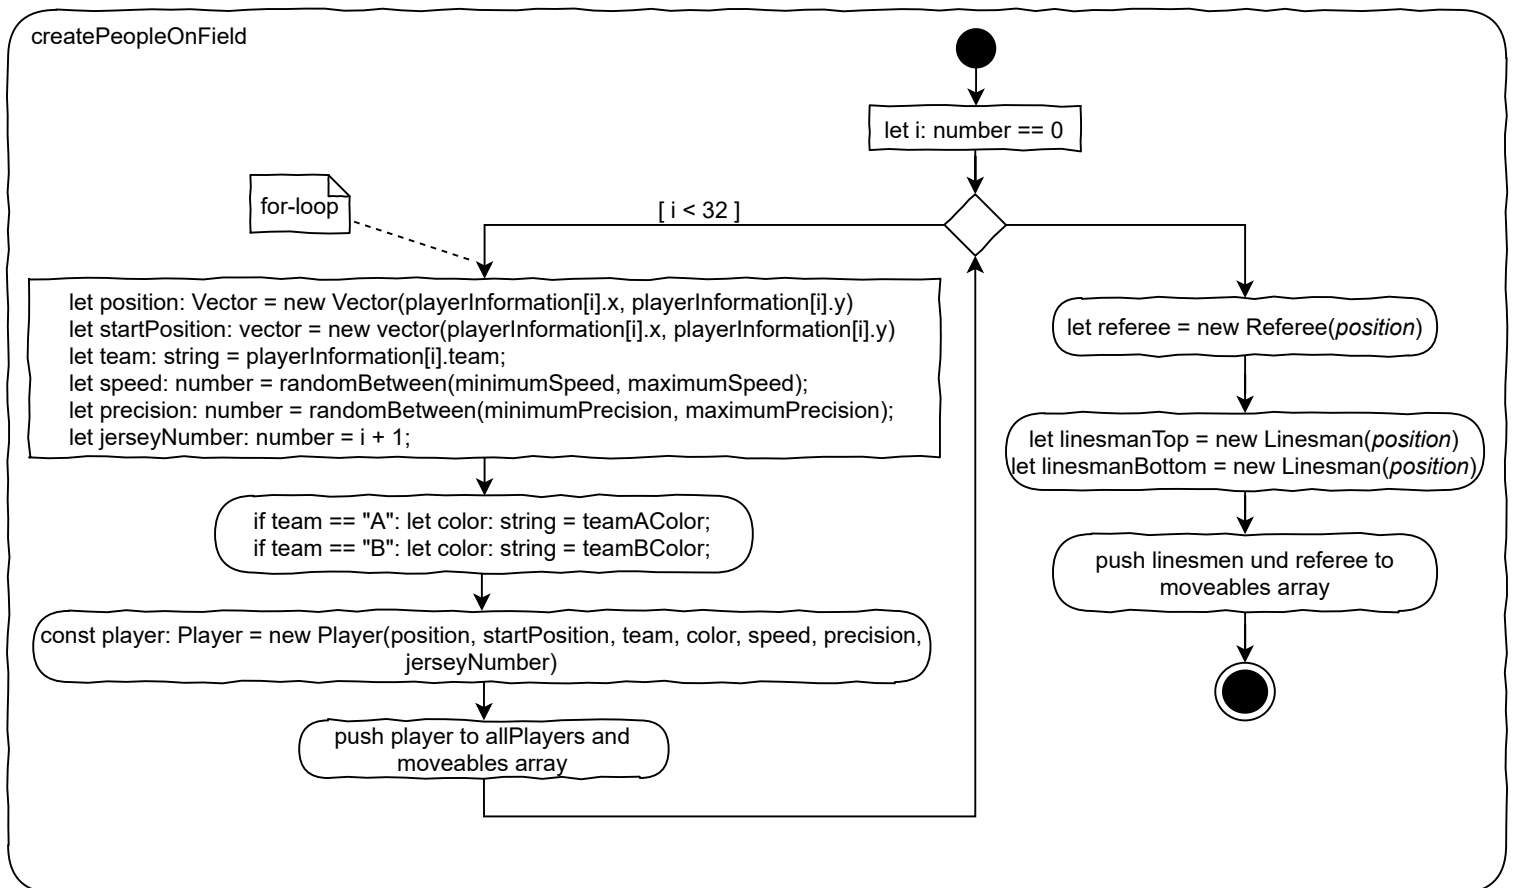 createPeopleOnField
let i: number == 0
for-loop
[ i < 32 ]
let position: Vector = new Vector(playerInformation[i].x, playerInformation[i].y)
let startPosition: vector = new vector(playerInformation[i].x, playerInformation[i].y)
let team: string = playerInformation[i].team;
let speed: number = randomBetween(minimumSpeed, maximumSpeed);
let precision: number = randomBetween(minimumPrecision, maximumPrecision);
let jerseyNumber: number = i + 1;
if team == "A": let color: string = teamAColor;
if team == "B": let color: string = teamBColor;
const player: Player = new Player(position, startPosition, team, color, speed, precision,
jerseyNumber)
push player to allPlayers and
moveables array
let referee = new Referee(position)
let linesmanTop = new Linesman(position)
let linesmanBottom = new Linesman(position)
push linesmen und referee to
moveables array